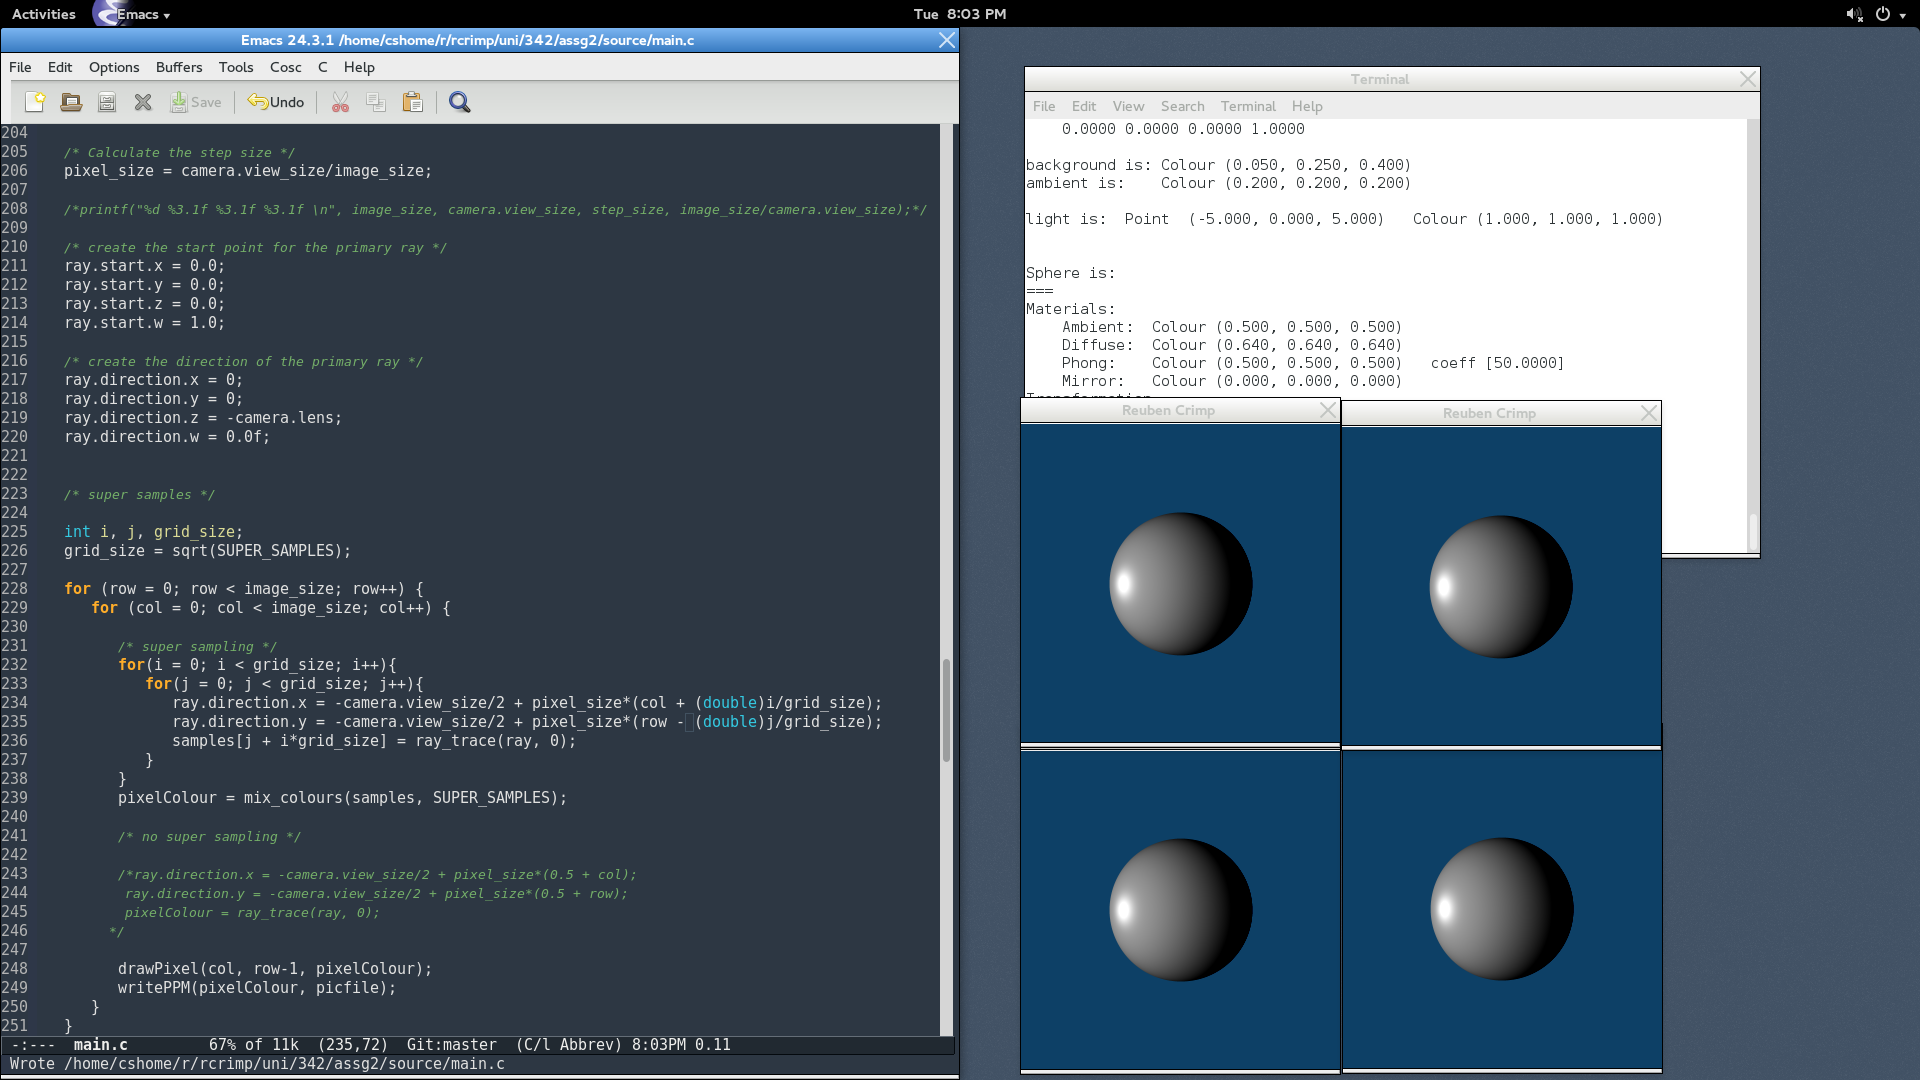 Activities Emacs Tue 8:03 PM
Emacs 24.3.1 /home/cshome/r/rcrimp/uni/342/assg2/source/main.c
File Edit Options Buffers Tools Cosc C Help
Save Undo
204
205 /* Calculate the step size */
206 pixel_size = camera.view_size/image_size;
207
208 /*printf("%d %3.1f %3.1f %3.1f \n", image_size, camera.view_size, step_size, image_size/camera.view_size);*/
209
210 /* create the start point for the primary ray */
211 ray.start.x = 0.0;
212 ray.start.y = 0.0;
213 ray.start.z = 0.0;
214 ray.start.w = 1.0;
215
216 /* create the direction of the primary ray */
217 ray.direction.x = 0;
218 ray.direction.y = 0;
219 ray.direction.z = -camera.lens;
220 ray.direction.w = 0.0f;
221
222
223 /* super samples */
224
225 int i, j, grid_size;
226 grid_size = sqrt(SUPER_SAMPLES);
227
228 for (row = 0; row < image_size; row++) {
229 for (col = 0; col < image_size; col++) {
230
231 /* super sampling */
232 for(i = 0; i < grid_size; i++){
233 for(j = 0; j < grid_size; j++){
234 ray.direction.x = -camera.view_size/2 + pixel_size*(col + (double)i/grid_size);
235 ray.direction.y = -camera.view_size/2 + pixel_size*(row - (double)j/grid_size);
236 samples[j + i*grid_size] = ray_trace(ray, 0);
237 }
238 }
239 pixelColour = mix_colours(samples, SUPER_SAMPLES);
240
241 /* no super sampling */
242
243 /*ray.direction.x = -camera.view_size/2 + pixel_size*(0.5 + col);
244 ray.direction.y = -camera.view_size/2 + pixel_size*(0.5 + row);
245 pixelColour = ray_trace(ray, 0);
246 */
247
248 drawPixel(col, row-1, pixelColour);
249 writePPM(pixelColour, picfile);
250 }
251 }
-:--- main.c 67% of 11k (235,72) Git:master (C/l Abbrev) 8:03PM 0.11
Wrote /home/cshome/r/rcrimp/uni/342/assg2/source/main.c
Terminal
File Edit View Search Terminal Help
0.0000 0.0000 0.0000 1.0000
background is: Colour (0.050, 0.250, 0.400)
ambient is: Colour (0.200, 0.200, 0.200)
light is: Point (-5.000, 0.000, 5.000) Colour (1.000, 1.000, 1.000)
Sphere is:
===
Materials:
Ambient: Colour (0.500, 0.500, 0.500)
Diffuse: Colour (0.640, 0.640, 0.640)
Phong: Colour (0.500, 0.500, 0.500) coeff [50.0000]
Mirror: Colour (0.000, 0.000, 0.000)
Reuben Crimp
Reuben Crimp